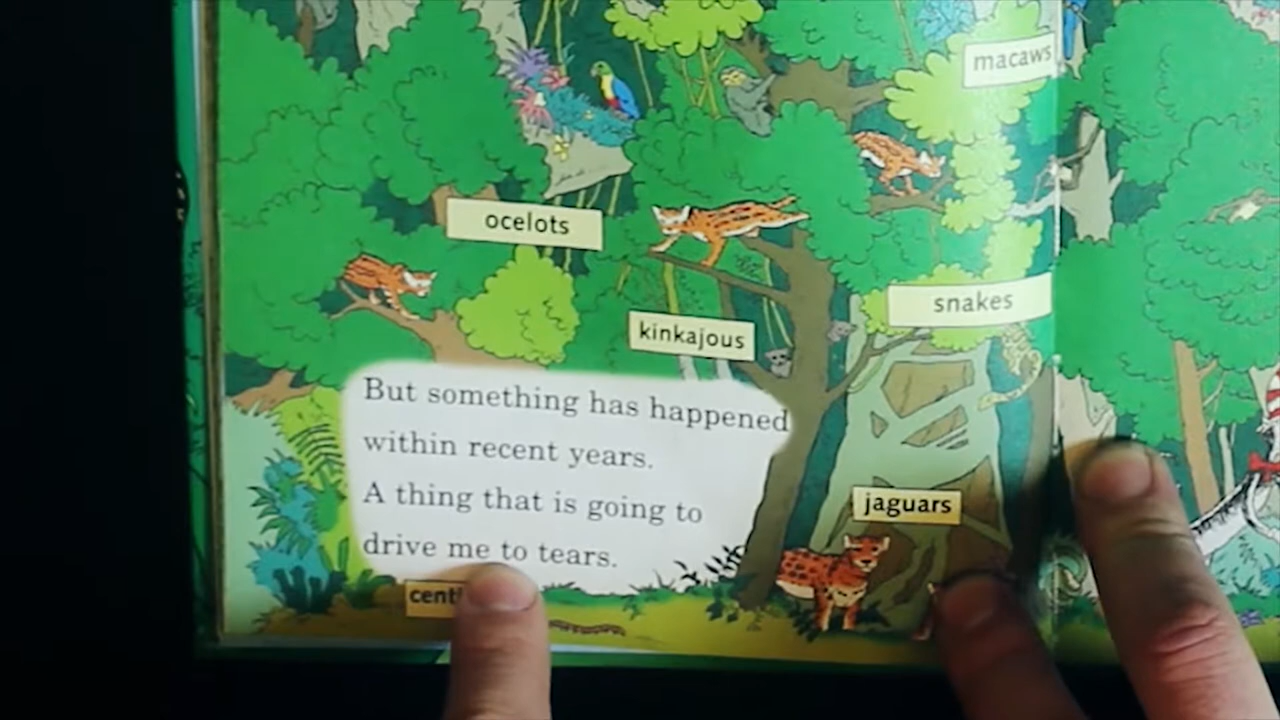 macaws
ocelots
snakes
kinkajous
But something has happened
within recent years.
A thing that is going to
drive me to tears.
jaguars